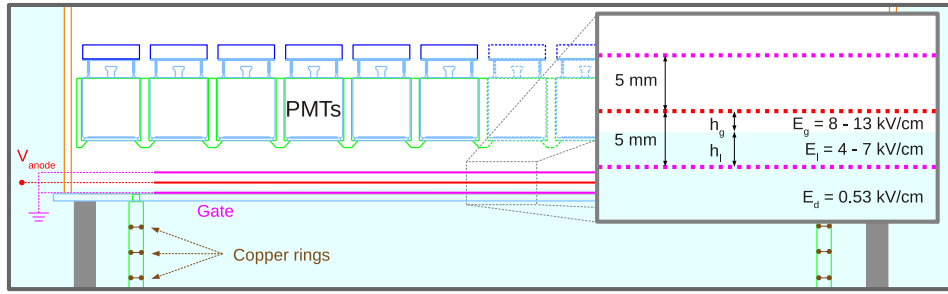 PMTs
V_anode
Gate
Copper rings
5 mm
5 mm
h_g
h_l
E_g = 8 - 13 kV/cm
E_l = 4 - 7 kV/cm
E_d = 0.53 kV/cm